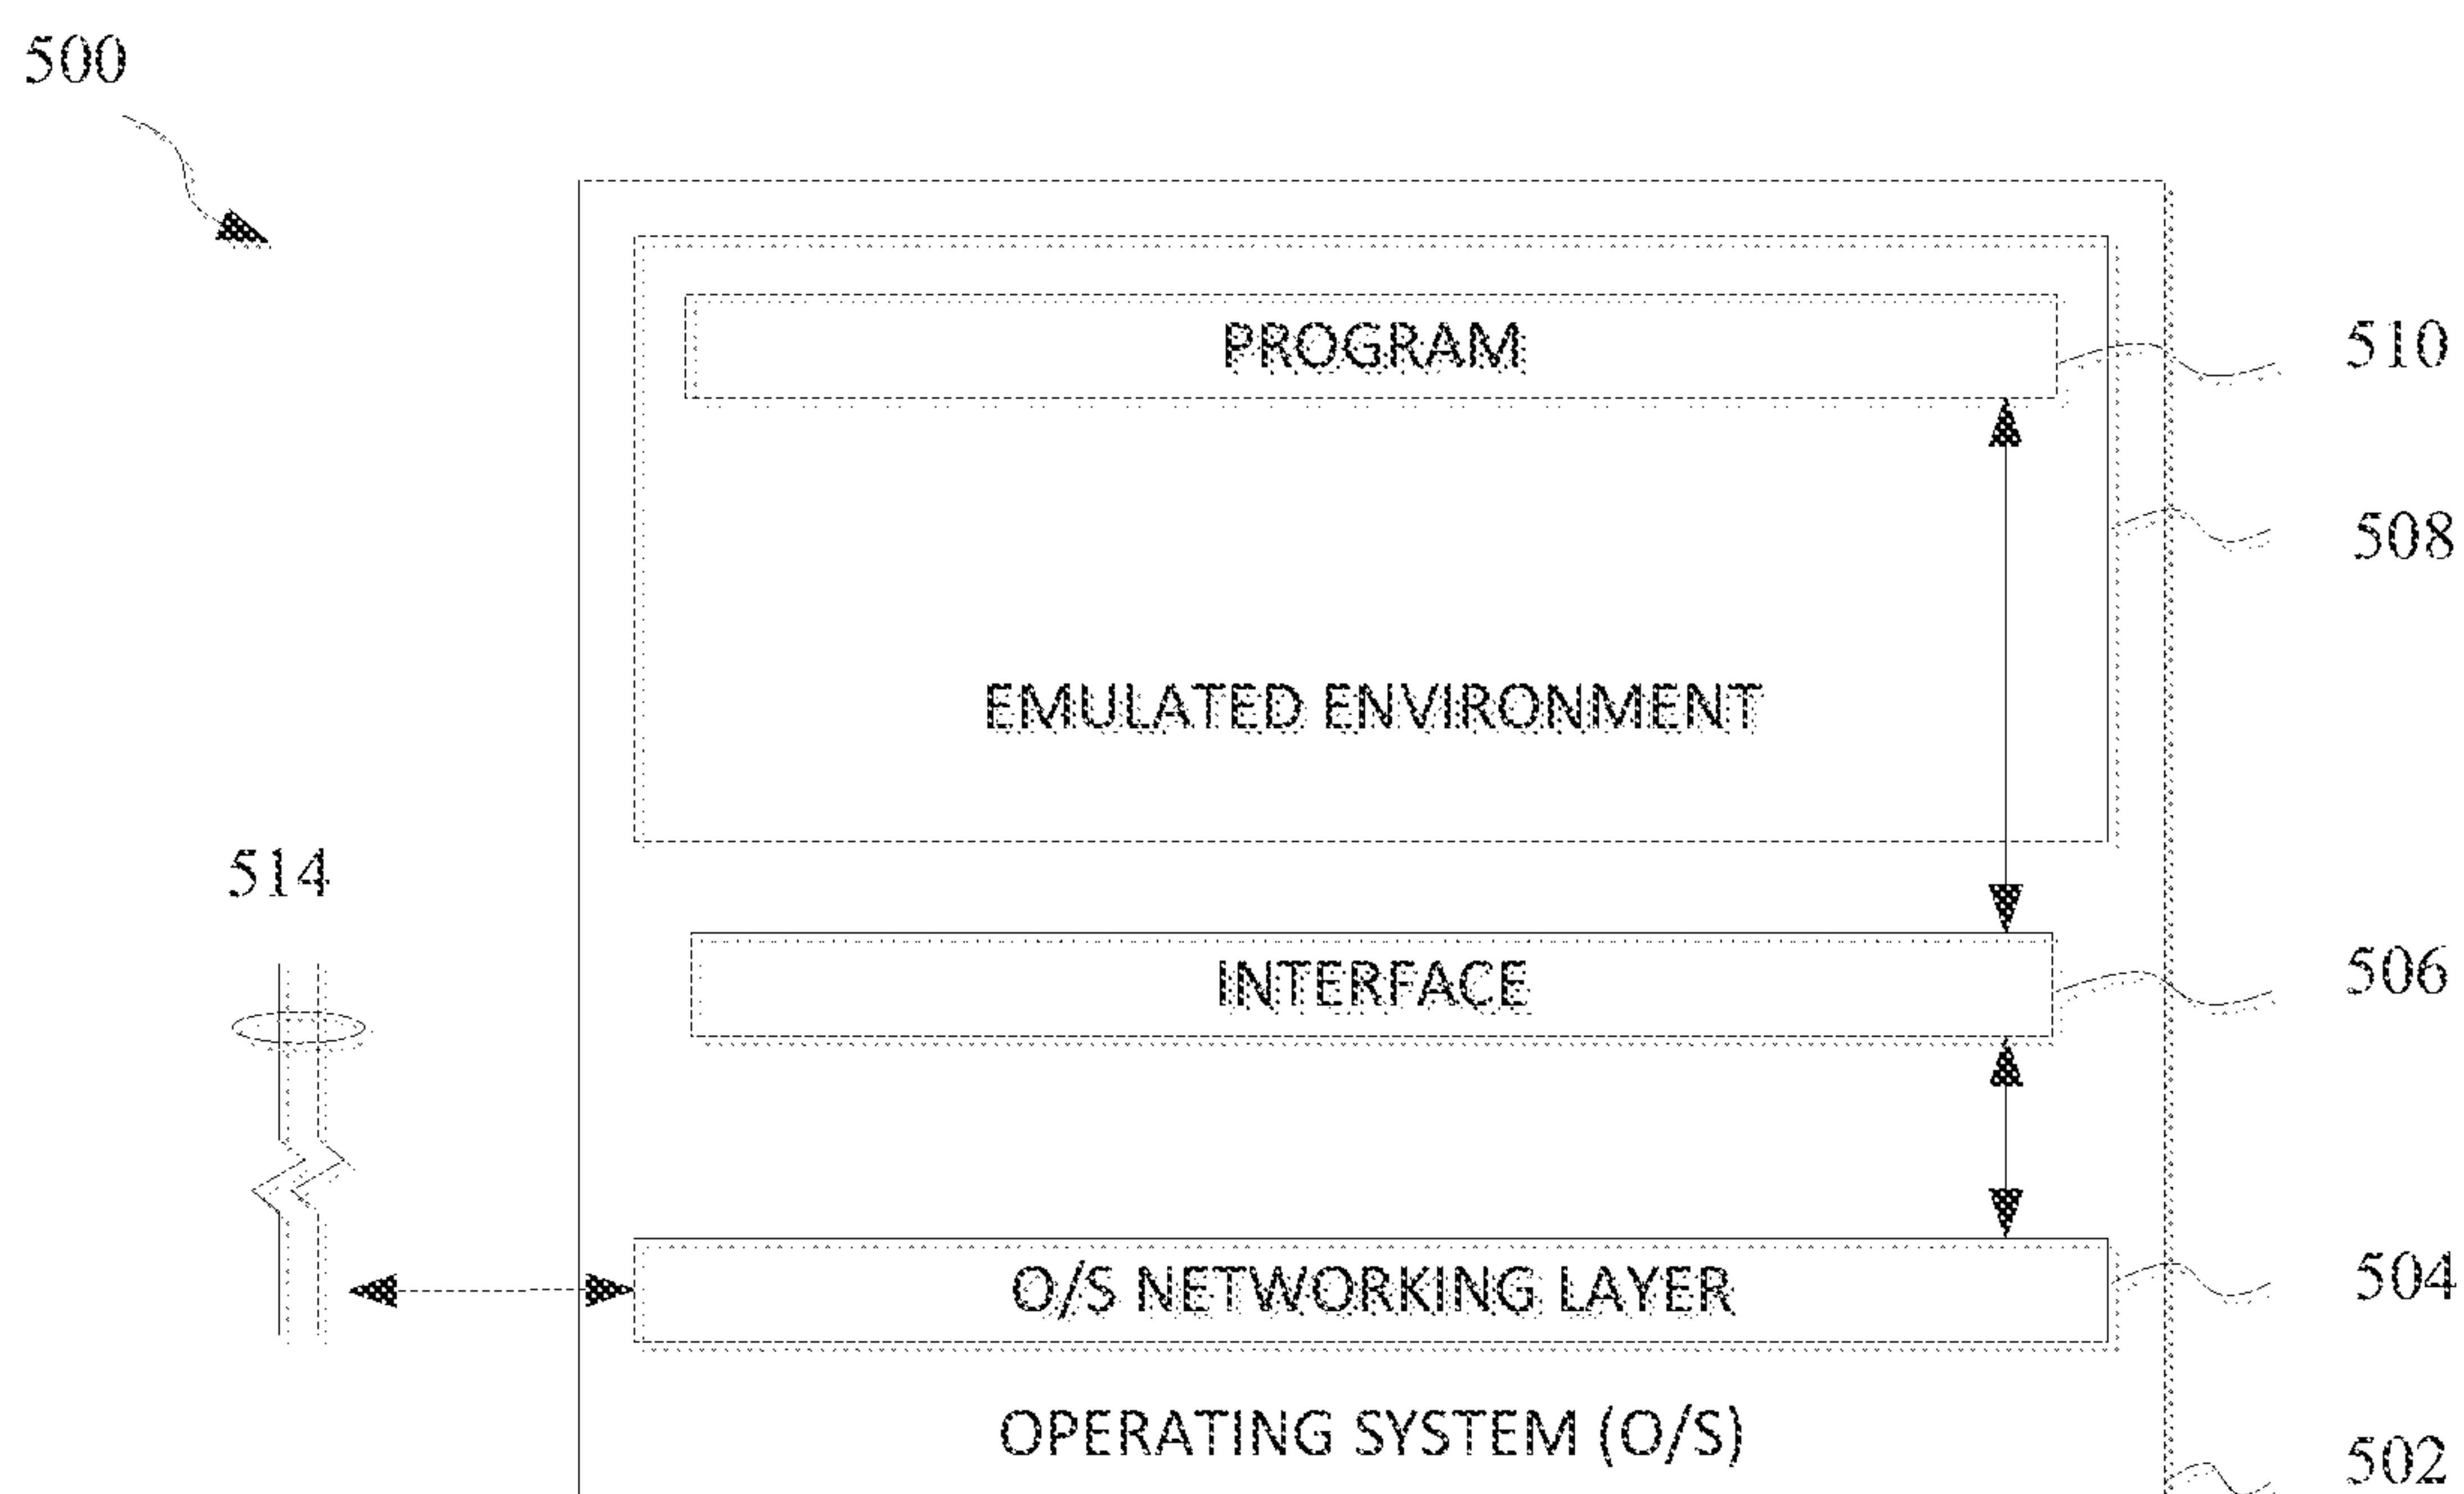 500
PROGRAM
510
508
EMULATED ENVIRONMENT
514
INTERFACE
506
O/S NETWORKING LAYER
504
OPERATING SYSTEM (O/S)
502